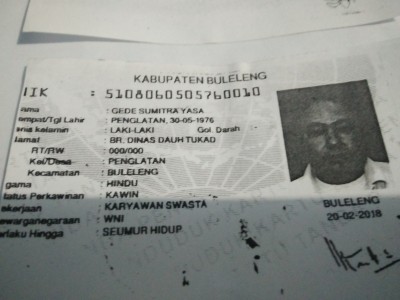 KABUPATEN BULELENG
IIK : 5108060505760010
ama : GEDE SUMITRA YASA
empat/Tgl Lahir : PENGLATAN, 30-05-1976
enis kelamin : LAKI-LAKI Gol. Darah
lamat : BR. DINAS DAUH TUKAD
RT/RW : 000/000
Kel/Desa : PENGLATAN
Kecamatan : BULELENG
gama : HINDU
tatus Perkawinan : KAWIN
ekerjaan : KARYAWAN SWASTA
ewarganegaraan : WNI
erlaku Hingga : SEUMUR HIDUP
BULELENG
20-02-2018